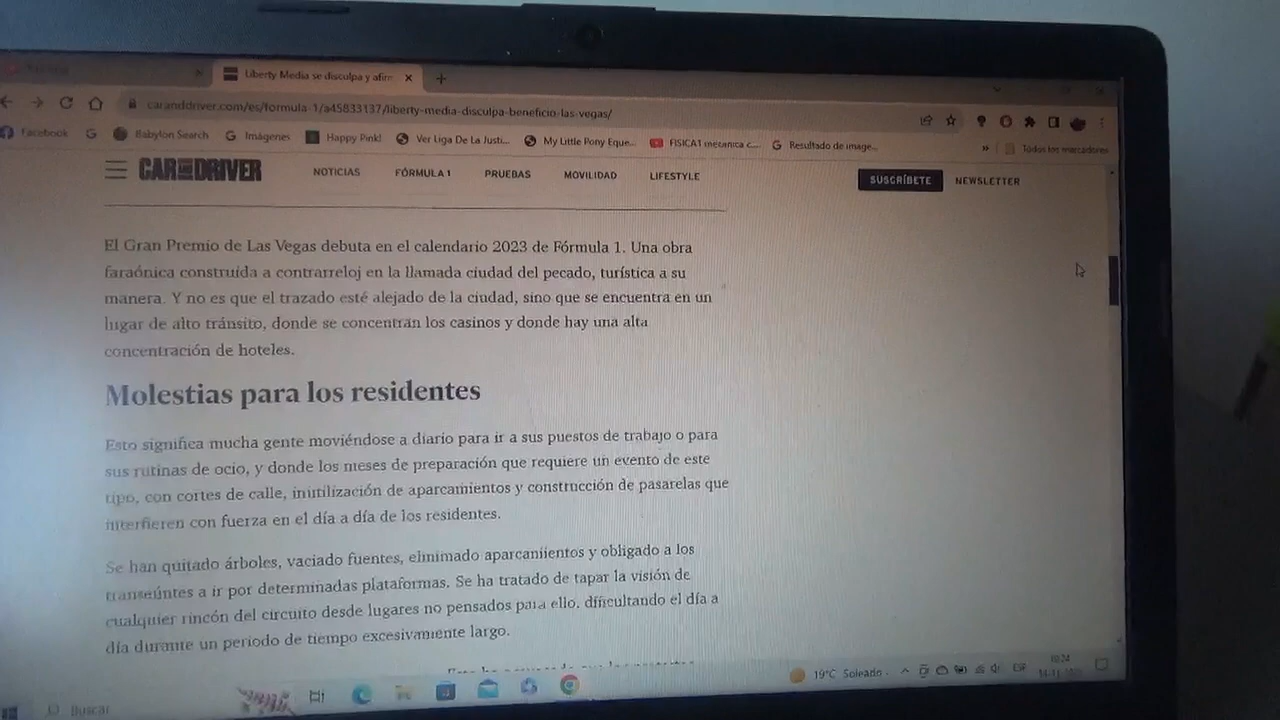 Liberty Media se disculpa y afirr
caranddriver.com/es/formula-1/a45833137/liberty-media-disculpa-beneficio-las-vegas/
Facebook
Babylon Search
Imágenes
Happy Pink!
Ver Liga De La Justi...
My Little Pony Eque...
FISICA1 mecanica c...
Resultado de image...
»
Todos los marcadores
CAR AND DRIVER
NOTICIAS
FÓRMULA 1
PRUEBAS
MOVILIDAD
LIFESTYLE
SUSCRÍBETE
NEWSLETTER
El Gran Premio de Las Vegas debuta en el calendario 2023 de Fórmula 1. Una obra
faraónica construida a contrarreloj en la llamada ciudad del pecado, turística a su
manera. Y no es que el trazado esté alejado de la ciudad, sino que se encuentra en un
lugar de alto tránsito, donde se concentran los casinos y donde hay una alta
concentración de hoteles.
Molestias para los residentes
Esto significa mucha gente moviéndose a diario para ir a sus puestos de trabajo o para
sus rutinas de ocio, y donde los meses de preparación que requiere un evento de este
tipo, con cortes de calle, inutilización de aparcamientos y construcción de pasarelas que
interfieren con fuerza en el día a día de los residentes.
Se han quitado árboles, vaciado fuentes, eliminado aparcamientos y obligado a los
transeúntes a ir por determinadas plataformas. Se ha tratado de tapar la visión de
cualquier rincón del circuito desde lugares no pensados para ello, dificultando el día a
día durante un periodo de tiempo excesivamente largo.
Buscar
19°C Soleado
ESP
10:24